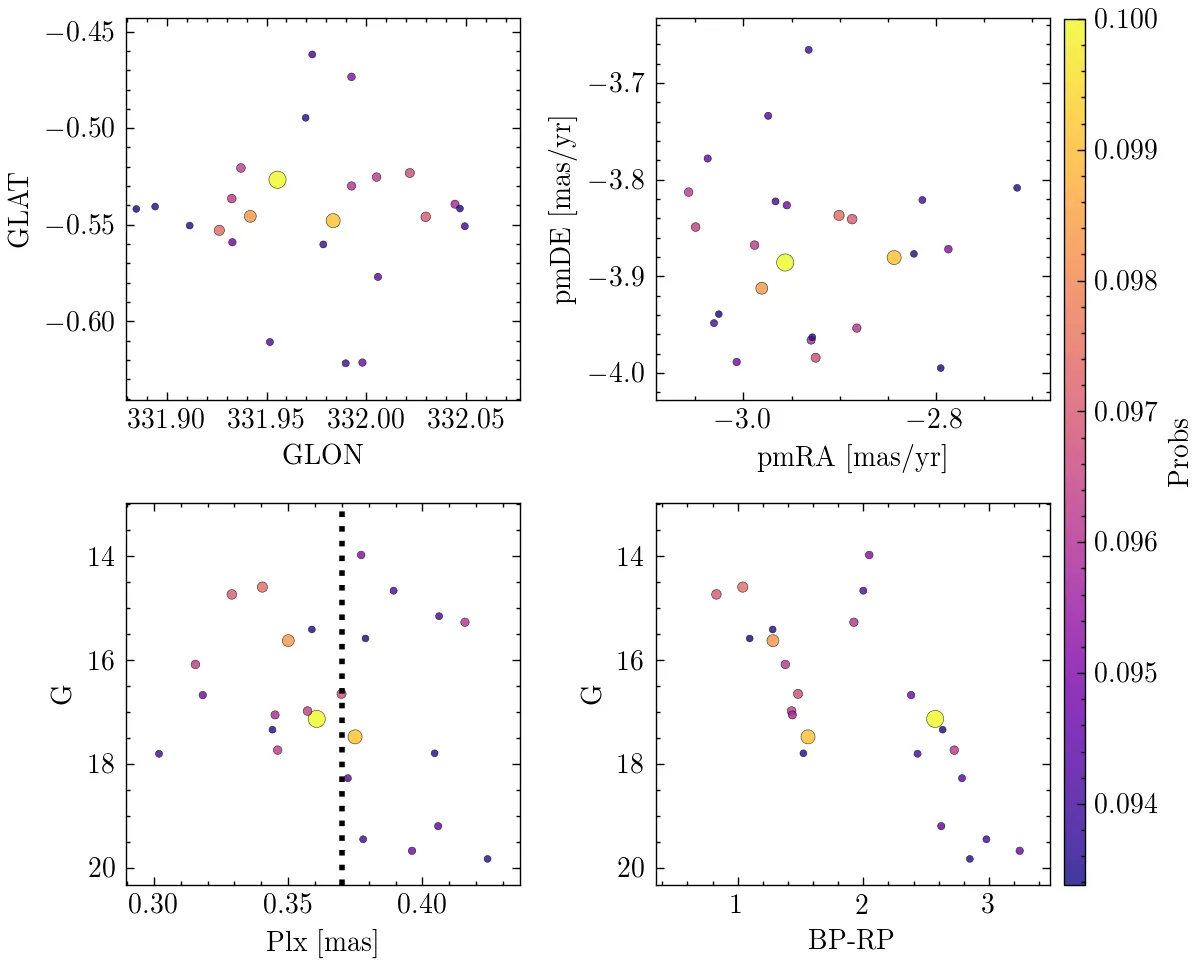 −0.45
−0.50
−0.55
−0.60
GLAT
331.90 331.95 332.00 332.05
GLON
−3.7
−3.8
−3.9
−4.0
pmDE [mas/yr]
−3.0 −2.8
pmRA [mas/yr]
14
16
18
20
G
0.30 0.35 0.40
Plx [mas]
14
16
18
20
G
1 2 3
BP-RP
0.100
0.099
0.098
0.097
0.096
0.095
0.094
Probs